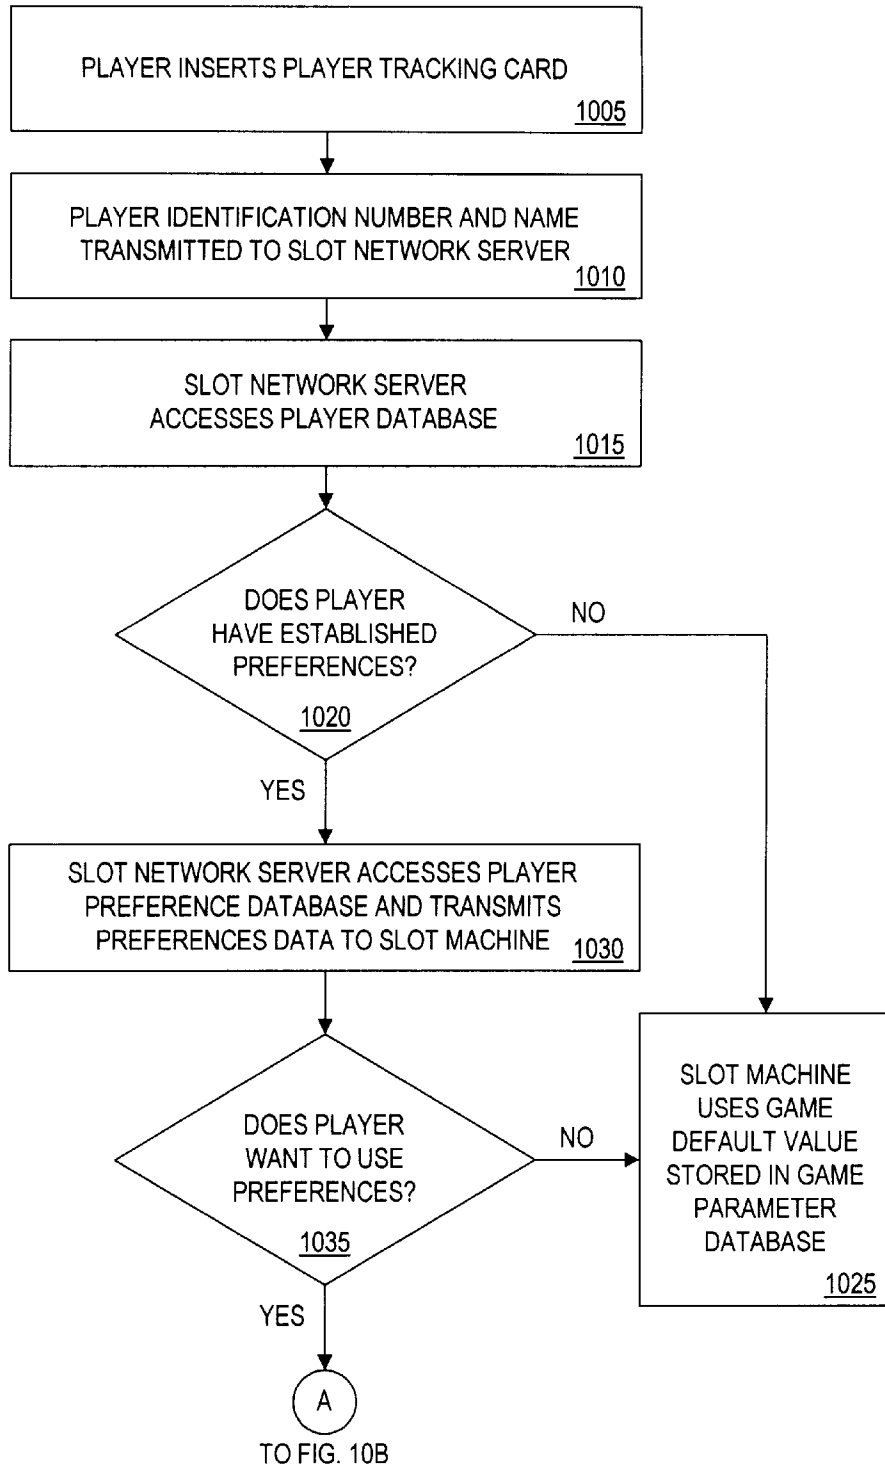 PLAYER INSERTS PLAYER TRACKING CARD
1005
PLAYER IDENTIFICATION NUMBER AND NAME
TRANSMITTED TO SLOT NETWORK SERVER
1010
SLOT NETWORK SERVER
ACCESSES PLAYER DATABASE
1015
DOES PLAYER
HAVE ESTABLISHED
PREFERENCES?
1020
NO
YES
SLOT NETWORK SERVER ACCESSES PLAYER
PREFERENCE DATABASE AND TRANSMITS
PREFERENCES DATA TO SLOT MACHINE
1030
DOES PLAYER
WANT TO USE
PREFERENCES?
1035
NO
SLOT MACHINE
USES GAME
DEFAULT VALUE
STORED IN GAME
PARAMETER
DATABASE
1025
YES
A
TO FIG. 10B